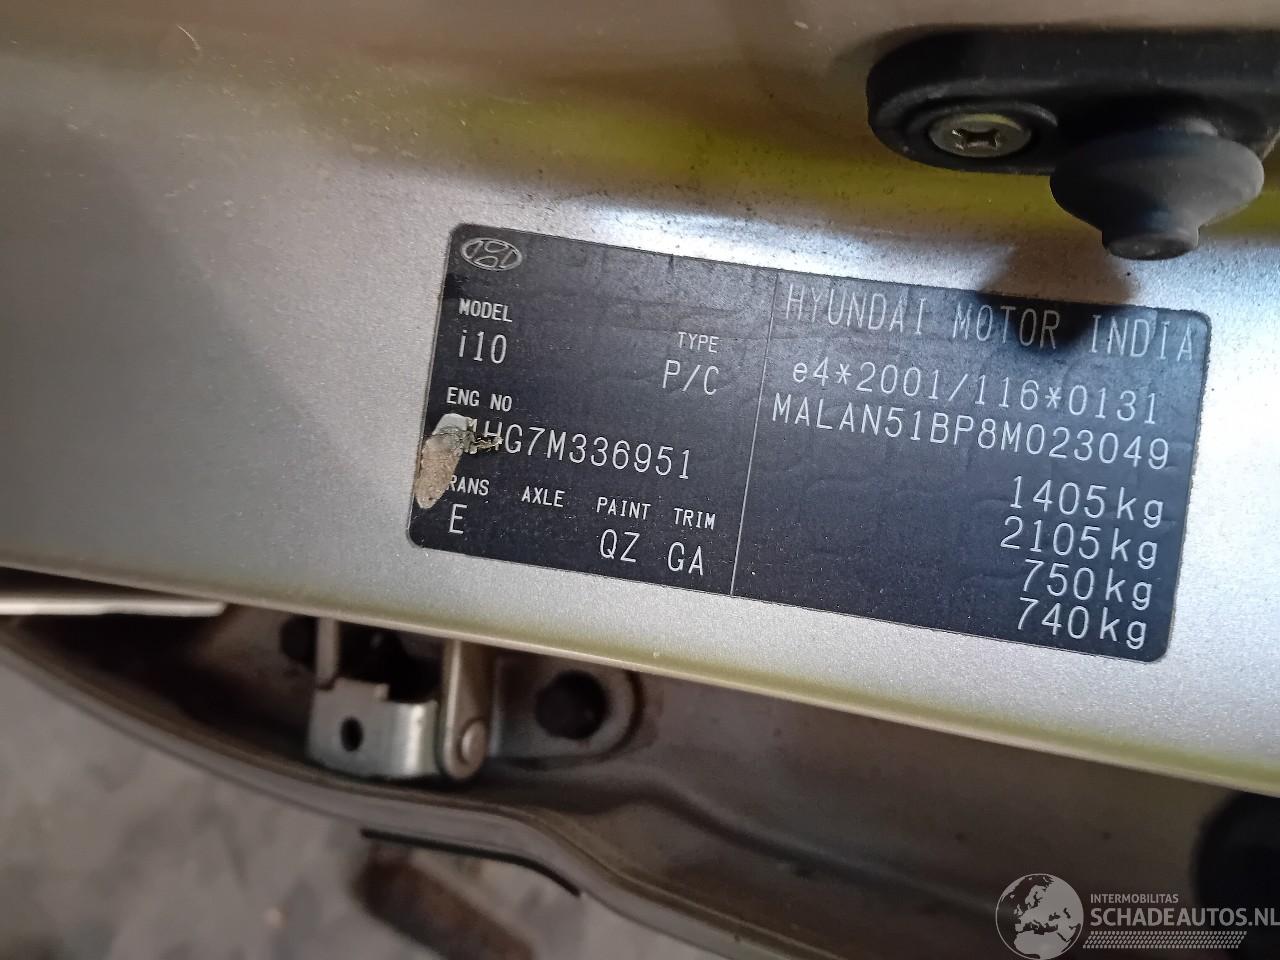 MODEL
i10
TYPE
P/C
ENG NO
HG7M336951
RANS AXLE PAINT TRIM
E QZ GA
HYUNDAI MOTOR INDIA
e4*2001/116*0131
MALAN51BP8M023049
1405kg
2105kg
750kg
740kg
INTERMOBILITAS
SCHADEAUTOS.NL